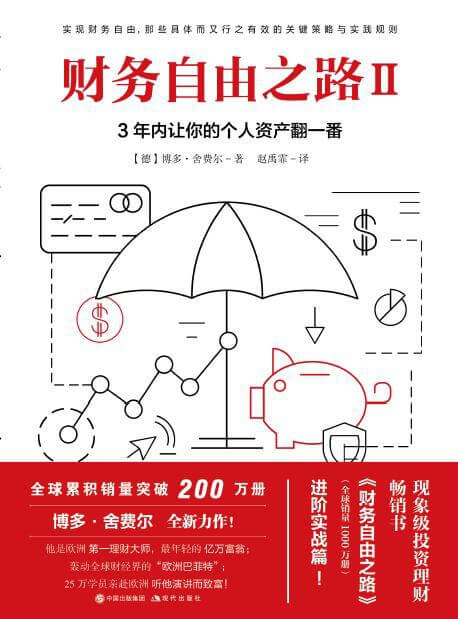 实现财务自由,那些具体而又行之有效的关键策略与实践规则
财务自由之路Ⅱ
3年内让你的个人资产翻一番
【德】博多·舍费尔-著 赵禹霏-译
$
$
全球累积销量突破 200 万册
博多·舍费尔 全新力作!
他是欧洲 第一理财大师,最年轻的 亿万富翁;
轰动全球财经界的“欧洲巴菲特”;
25万学员亲赴欧洲 听他演讲而致富!
中国出版集团 现代出版社
现象级投资理财
畅销书
《财务自由之路》
(全球销量1000万册)
进阶实战篇!